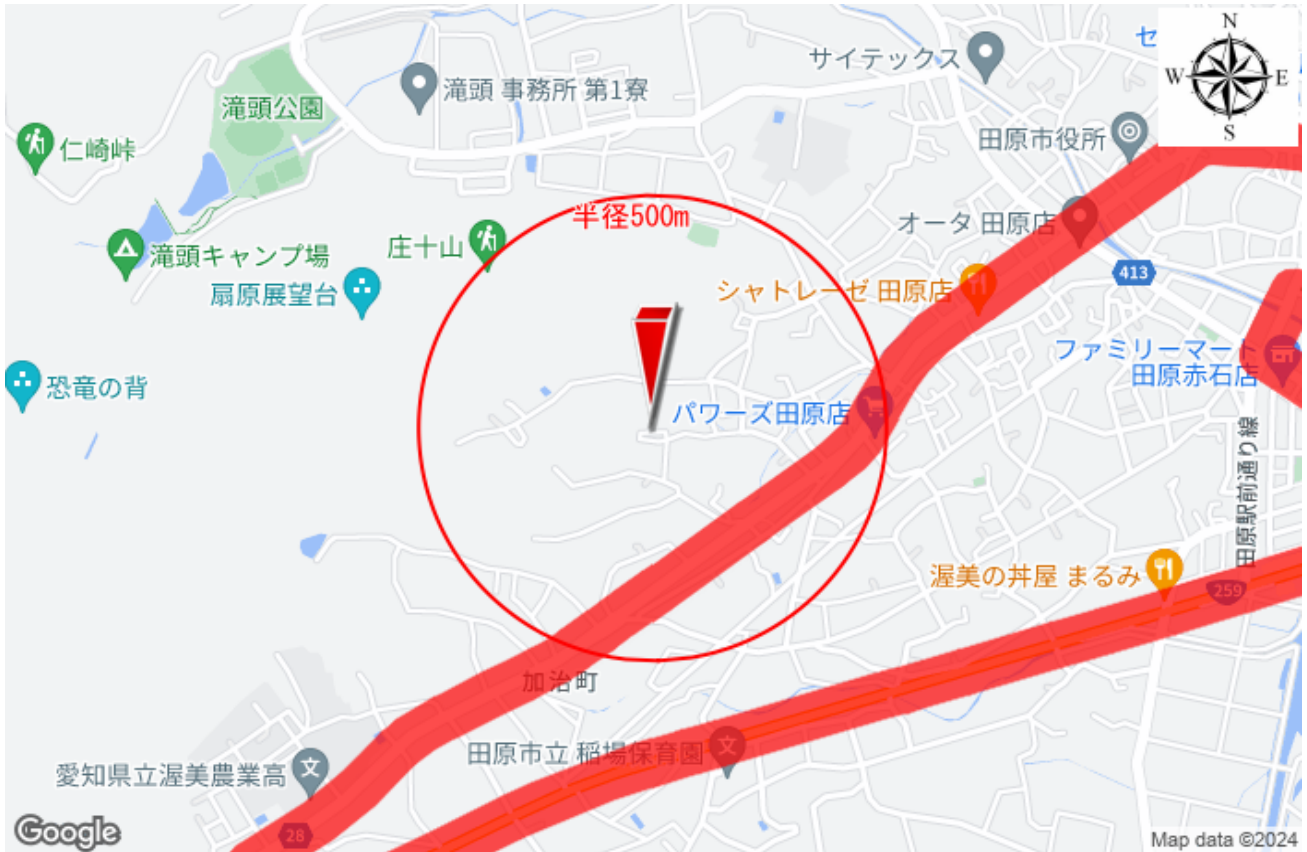 N
W
E
S
セ
サイテックス
滝頭 事務所 第1寮
滝頭公園
田原市役所
仁崎峠
半径500m
オータ 田原店
庄十山
滝頭キャンプ場
扇原展望台
413
シャトレーゼ 田原店
ファミリーマート
田原赤石店
恐竜の背
パワーズ田原店
田原駅前通り線
渥美の丼屋 まるみ
259
加治町
田原市立 稲場保育園
愛知県立渥美農業高
28
Google
Map data ©2024